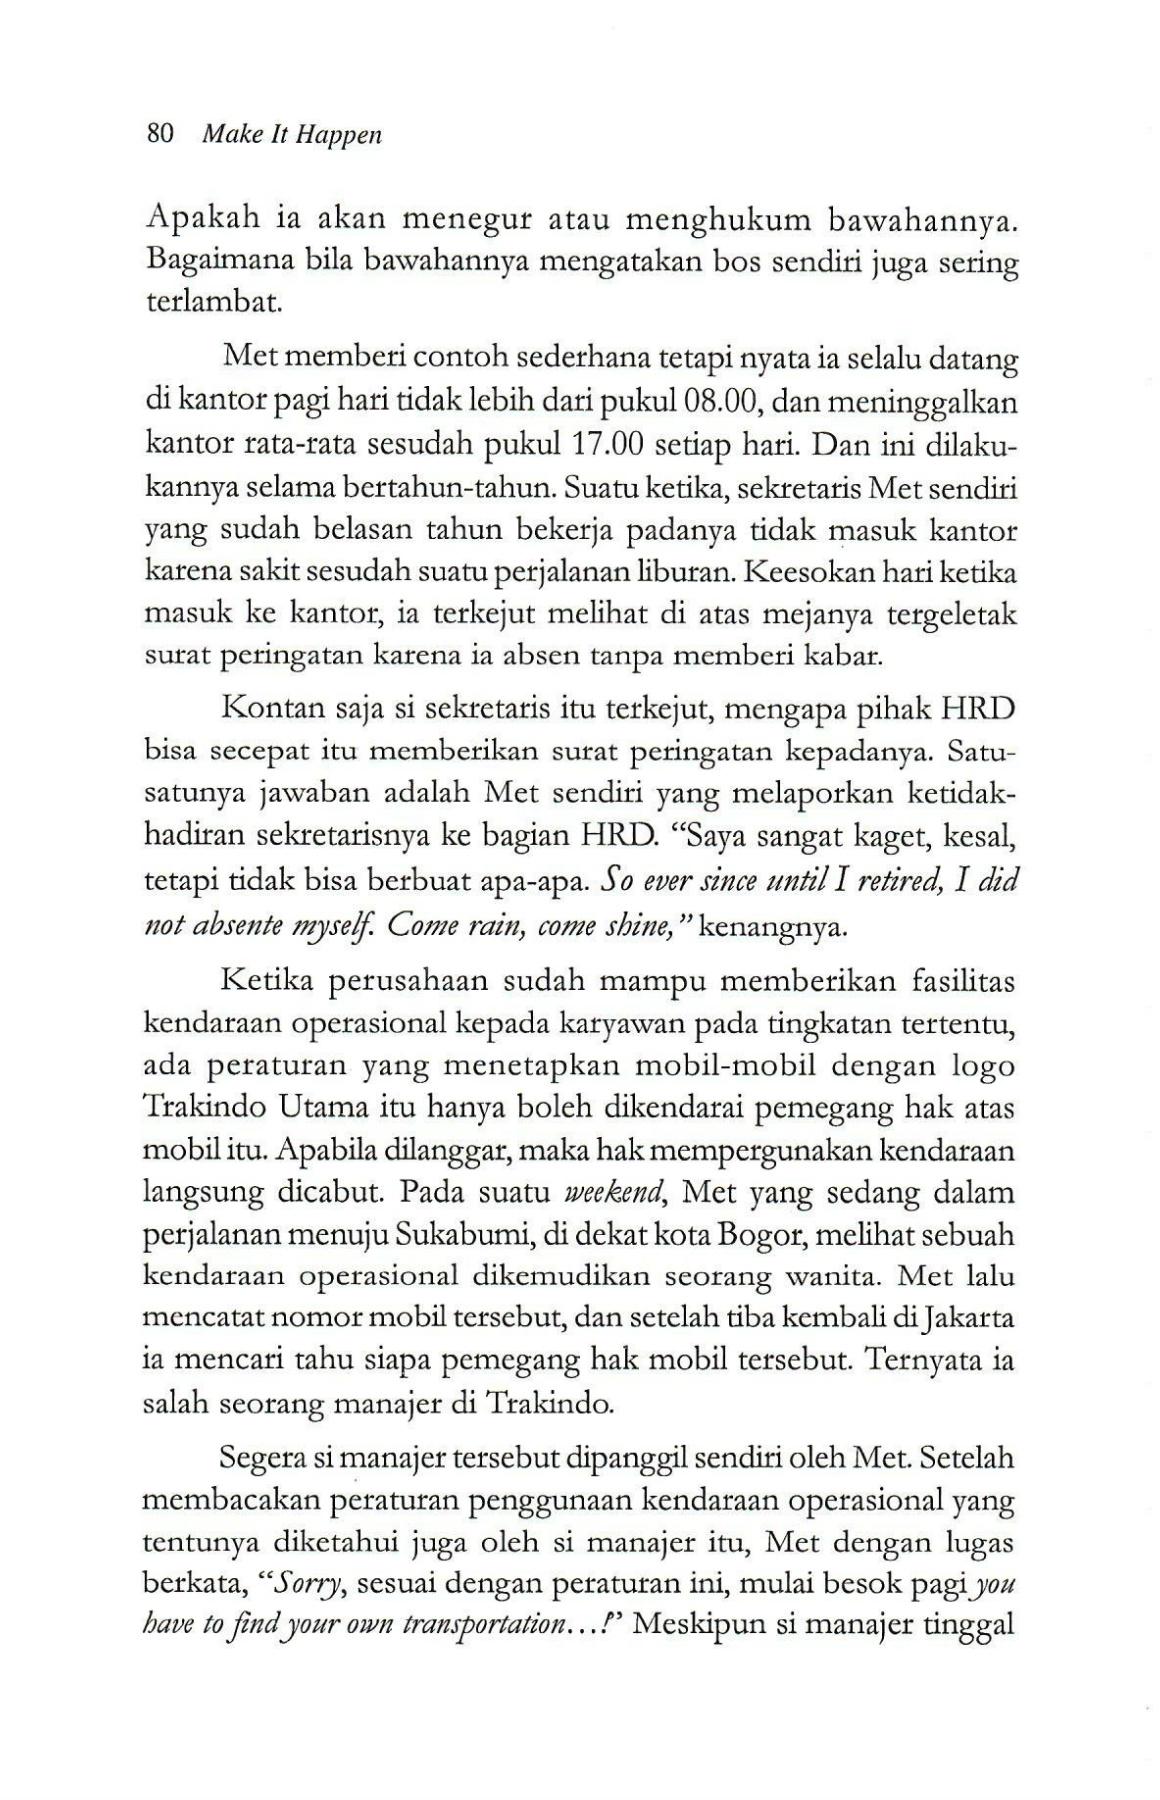 80 Make It Happen
Apakah ia akan menegur atau menghukum bawahannya.
Bagaimana bila bawahannya mengatakan bos sendiri juga sering
terlambat.
Met memberi contoh sederhana tetapi nyata ia selalu datang
di kantor pagi hari tidak lebih dari pukul 08.00, dan meninggalkan
kantor rata-rata sesudah pukul 17.00 setiap hari. Dan ini dilaku-
kannya selama bertahun-tahun. Suatu ketika, sekretaris Met sendiri
yang sudah belasan tahun bekerja padanya tidak masuk kantor
karena sakit sesudah suatu perjalanan liburan. Keesokan hari ketika
masuk ke kantor, ia terkejut melihat di atas mejanya tergeletak
surat peringatan karena ia absen tanpa memberi kabar.
Kontan saja si sekretaris itu terkejut, mengapa pihak HRD
bisa secepat itu memberikan surat peringatan kepadanya. Satu-
satunya jawaban adalah Met sendiri yang melaporkan ketidak-
hadiran sekretarisnya ke bagian HRD. “Saya sangat kaget, kesal,
tetapi tidak bisa berbuat apa-apa. So ever since until I retired, I did
not absente myself. Come rain, come shine,” kenangnya.
Ketika perusahaan sudah mampu memberikan fasilitas
kendaraan operasional kepada karyawan pada tingkatan tertentu,
ada peraturan yang menetapkan mobil-mobil dengan logo
Trakindo Utama itu hanya boleh dikendarai pemegang hak atas
mobil itu. Apabila dilanggar, maka hak mempergunakan kendaraan
langsung dicabut. Pada suatu weekend, Met yang sedang dalam
perjalanan menuju Sukabumi, di dekat kota Bogor, melihat sebuah
kendaraan operasional dikemudikan seorang wanita. Met lalu
mencatat nomor mobil tersebut, dan setelah tiba kembali di Jakarta
ia mencari tahu siapa pemegang hak mobil tersebut. Ternyata ia
salah seorang manajer di Trakindo.
Segera si manajer tersebut dipanggil sendiri oleh Met. Setelah
membacakan peraturan penggunaan kendaraan operasional yang
tentunya diketahui juga oleh si manajer itu, Met dengan lugas
berkata, “Sorry, sesuai dengan peraturan ini, mulai besok pagi you
have to find your own transportation...!” Meskipun si manajer tinggal